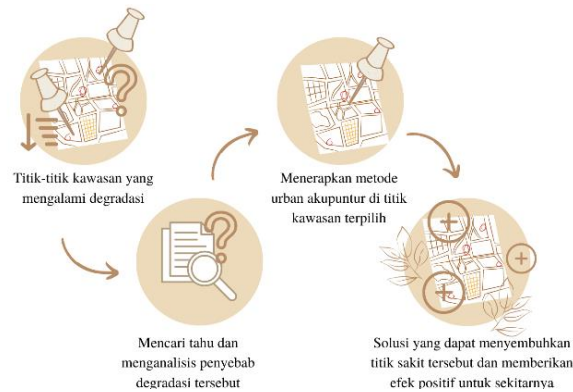 Titik-titik kawasan yang
mengalami degradasi
Mencari tahu dan
menganalisis penyebab
degradasi tersebut
Menerapkan metode
urban akupuntur di titik
kawasan terpilih
Solusi yang dapat menyembuhkan
titik sakit tersebut dan memberikan
efek positif untuk sekitarnya